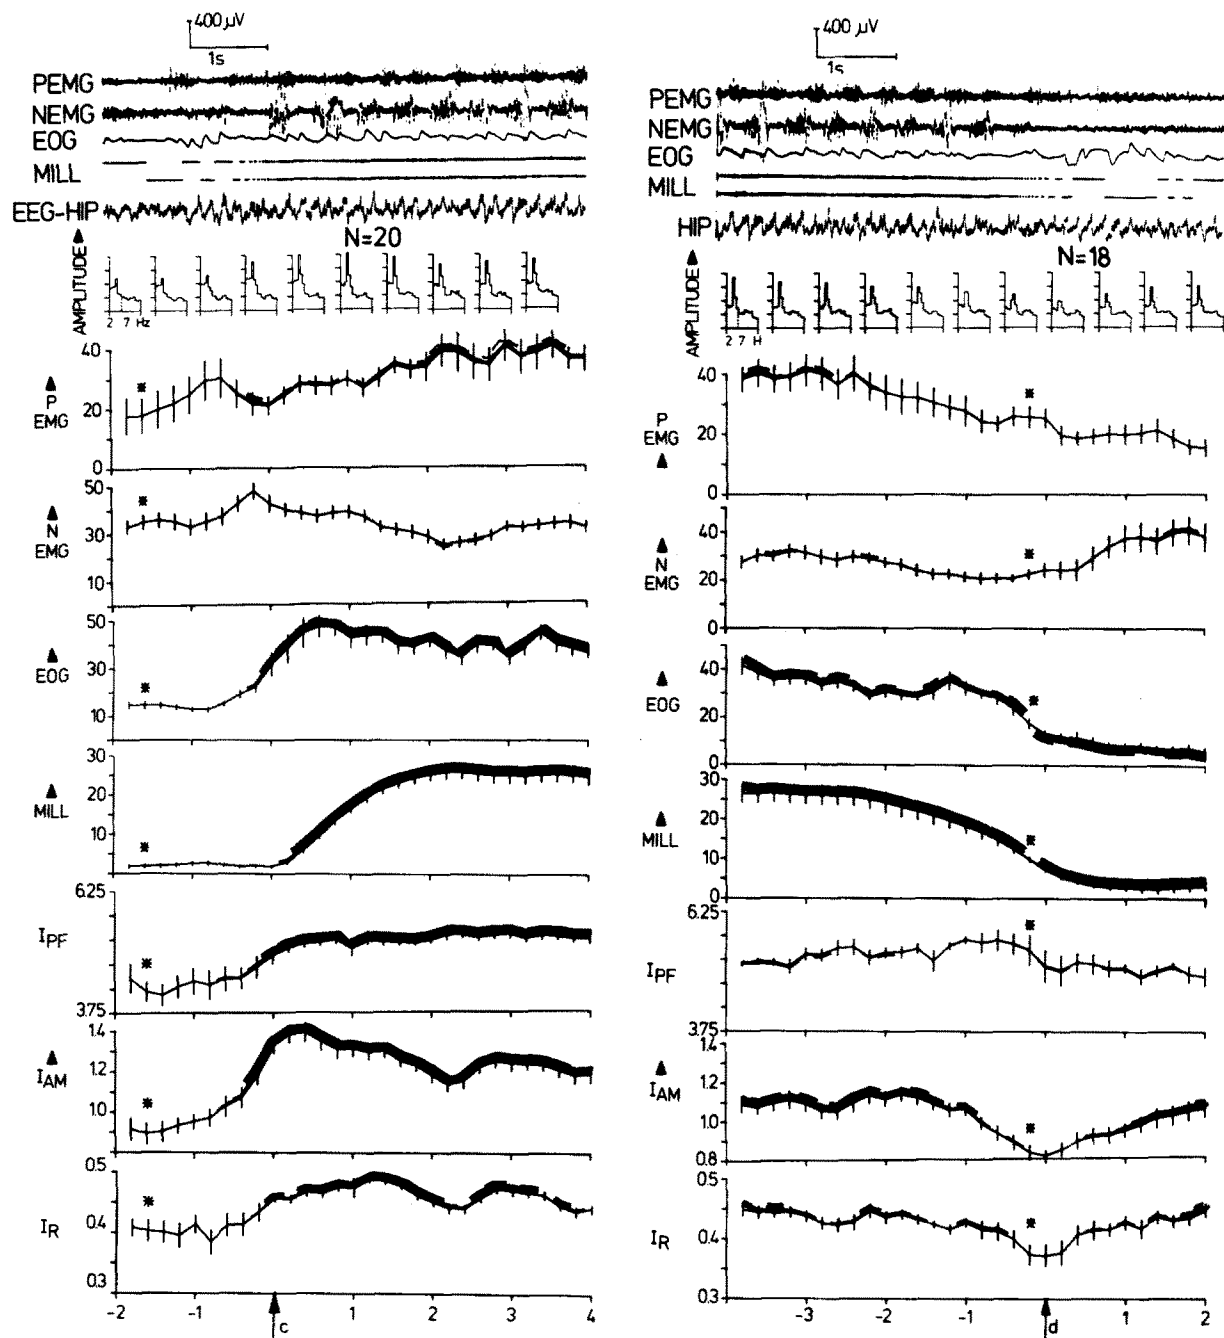 400 µV
1s
PEMG
NEMG
EOG
MILL
EEG-HIP
N=20
AMPLITUDE
2 7 Hz
40
20
0
P
EMG
*
50
30
10
N
EMG
*
50
30
10
EOG
*
30
20
10
MILL
*
6.25
3.75
IPF
*
1.4
1.2
1.0
IAM
*
0.5
0.4
0.3
IR
*
-2 -1 0 1 2 3 4
c
400 µV
1s
PEMG
NEMG
EOG
MILL
HIP
N=18
AMPLITUDE
2 7 H
40
20
0
P
EMG
*
40
20
0
N
EMG
*
40
20
0
EOG
*
30
20
10
0
MILL
*
6.25
3.75
IPF
*
1.4
1.2
1.0
0.8
IAM
*
0.5
0.4
0.3
IR
*
-3 -2 -1 0 1 2
d